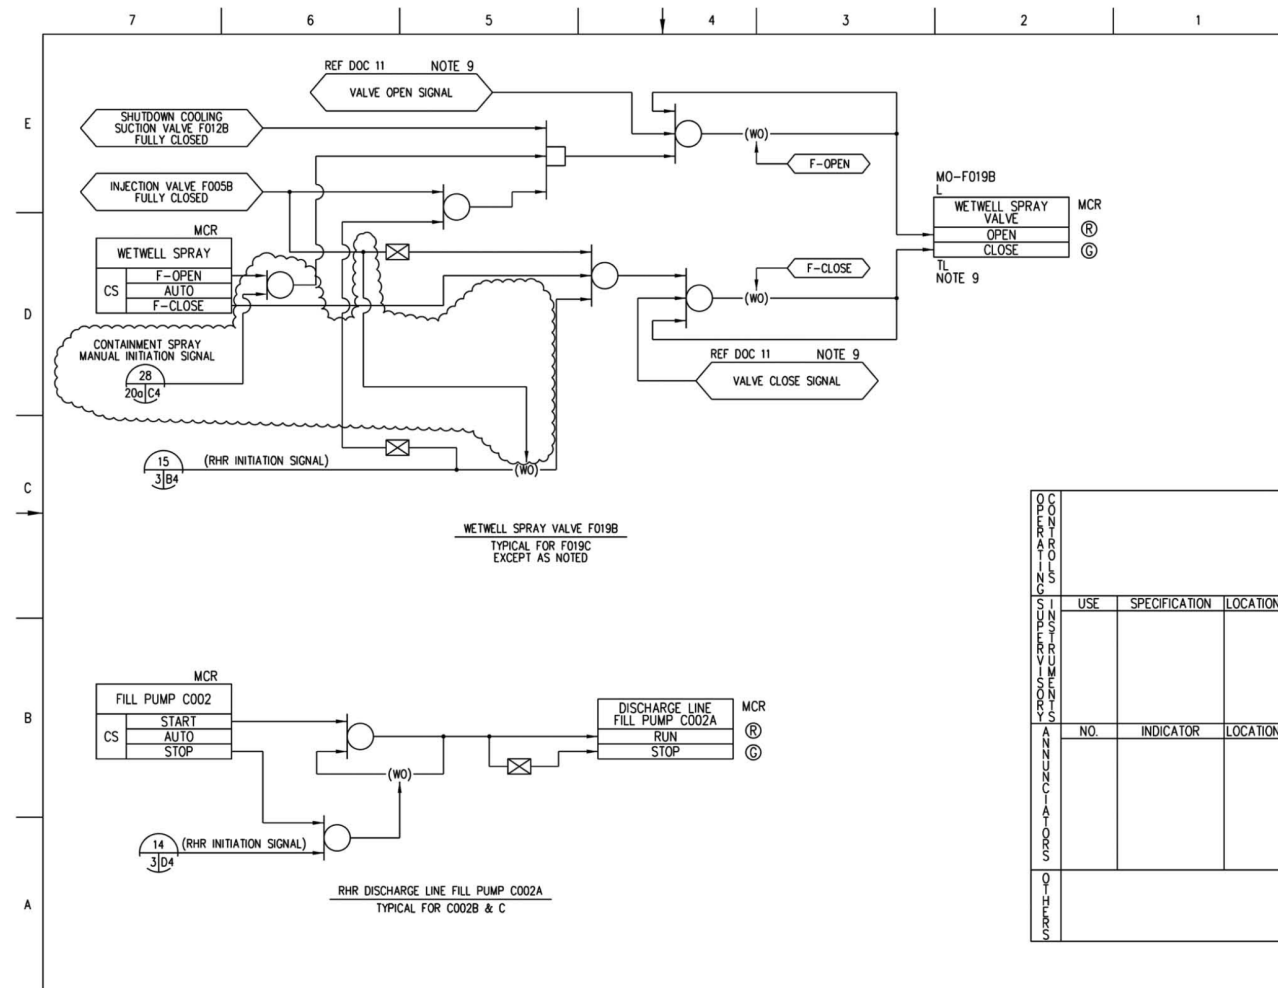 7 6 5 4 3 2 1
E
D
C
B
A
REF DOC 11 NOTE 9
VALVE OPEN SIGNAL
SHUTDOWN COOLING
SUCTION VALVE F012B
FULLY CLOSED
INJECTION VALVE F005B
FULLY CLOSED
(WO)
F-OPEN
MCR
WETWELL SPRAY
CS
F-OPEN
AUTO
F-CLOSE
MO-F019B
L
WETWELL SPRAY
VALVE
OPEN
CLOSE
MCR
R
G
TL
NOTE 9
F-CLOSE
(WO)
CONTAINMENT SPRAY
MANUAL INITIATION SIGNAL
28
20a C4
REF DOC 11 NOTE 9
VALVE CLOSE SIGNAL
15
3 B4
(RHR INITIATION SIGNAL)
(WO)
WETWELL SPRAY VALVE F019B
TYPICAL FOR F019C
EXCEPT AS NOTED
MCR
FILL PUMP C002
CS
START
AUTO
STOP
(WO)
DISCHARGE LINE
FILL PUMP C002A
RUN
STOP
MCR
R
G
14
3 D4
(RHR INITIATION SIGNAL)
RHR DISCHARGE LINE FILL PUMP C002A
TYPICAL FOR C002B & C
OPERATING
CONTROLS
SUPERVISORY
INSTRUMENTS
USE SPECIFICATION LOCATION
ANNUNCIATORS
NO. INDICATOR LOCATION
OTHERS